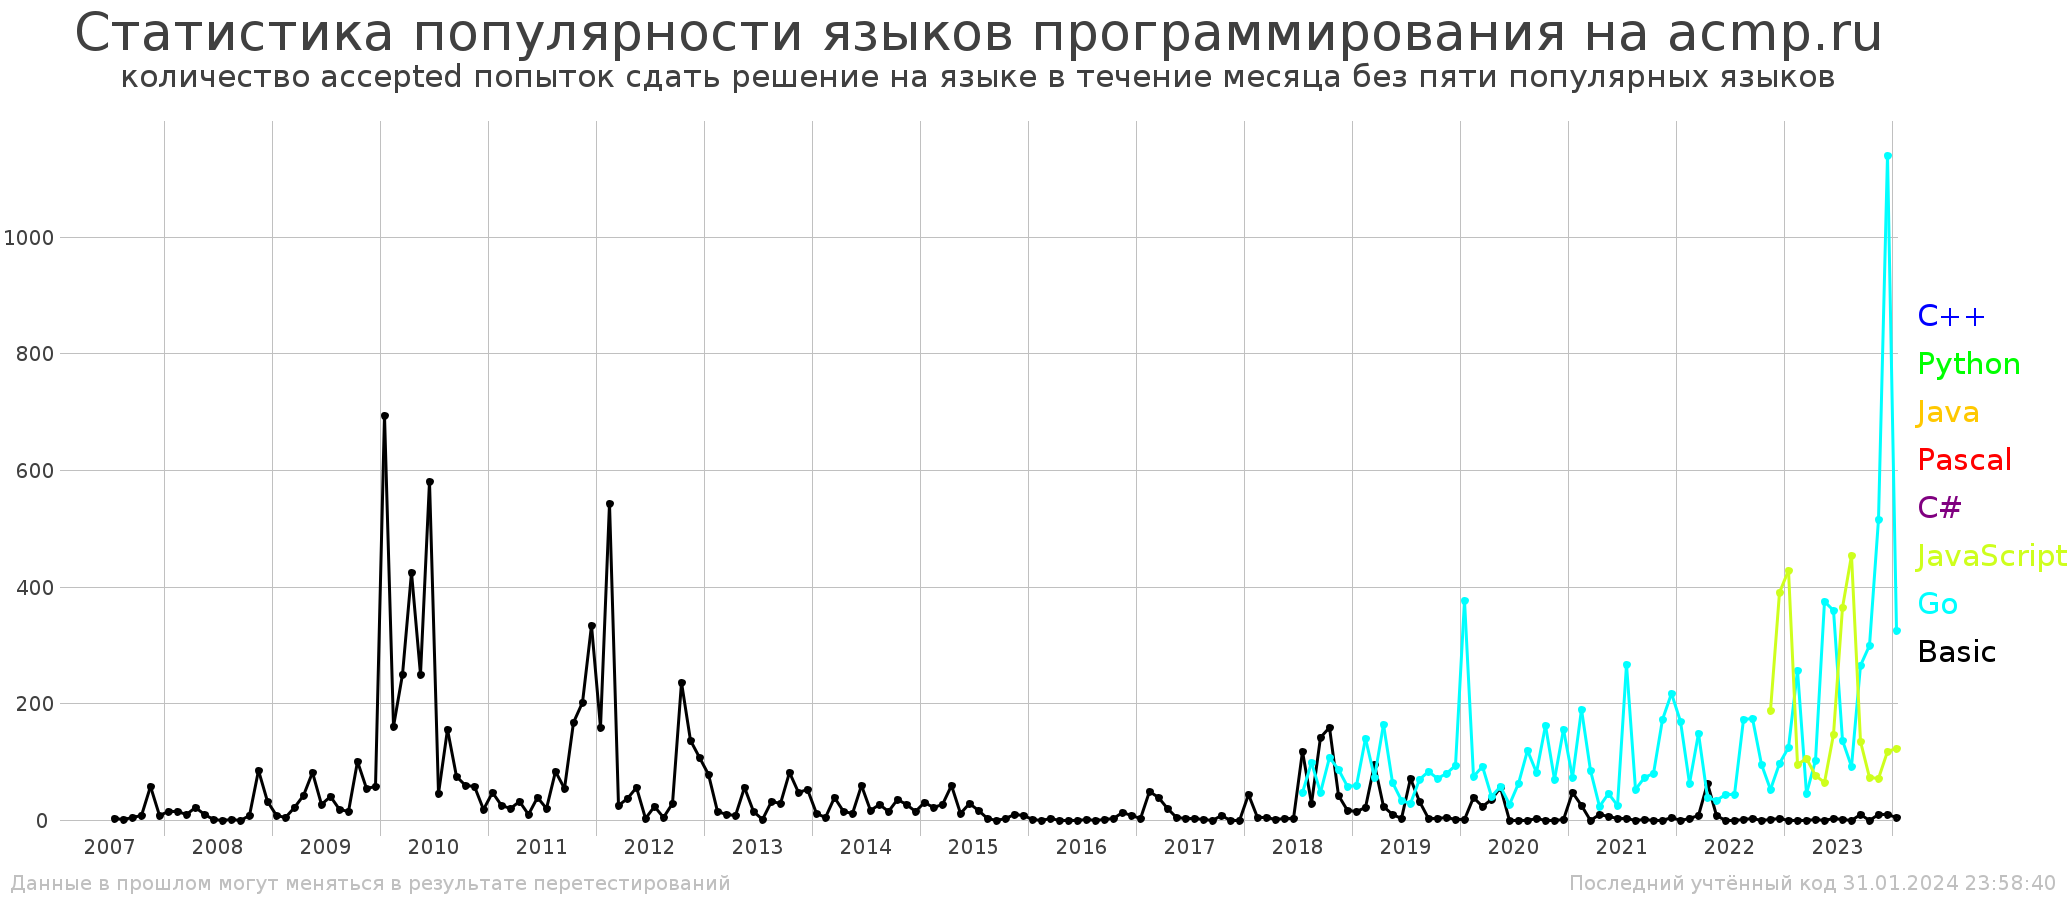 Статистика популярности языков программирования на acmp.ru
количество accepted попыток сдать решение на языке в течение месяца без пяти популярных языков
1000
800
600
400
200
0
C++
Python
Java
Pascal
C#
JavaScript
Go
Basic
2007 2008 2009 2010 2011 2012 2013 2014 2015 2016 2017 2018 2019 2020 2021 2022 2023
Данные в прошлом могут меняться в результате перетестирований
Последний учтённый код 31.01.2024 23:58:40